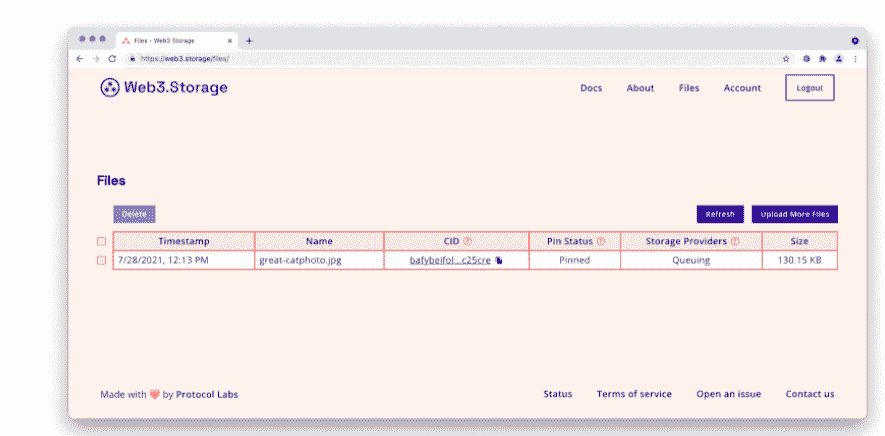 Files - Web3 Storage
https://web3.storage/files/
Web3.Storage
Docs About Files Account Logout
Files
Delete Refresh Upload More Files
Timestamp Name CID Pin Status Storage Providers Size
7/28/2021, 12:13 PM great-catphoto.jpg bafybeifol...c25cre Pinned Queuing 130.15 KB
Made with ❤ by Protocol Labs Status Terms of service Open an issue Contact us